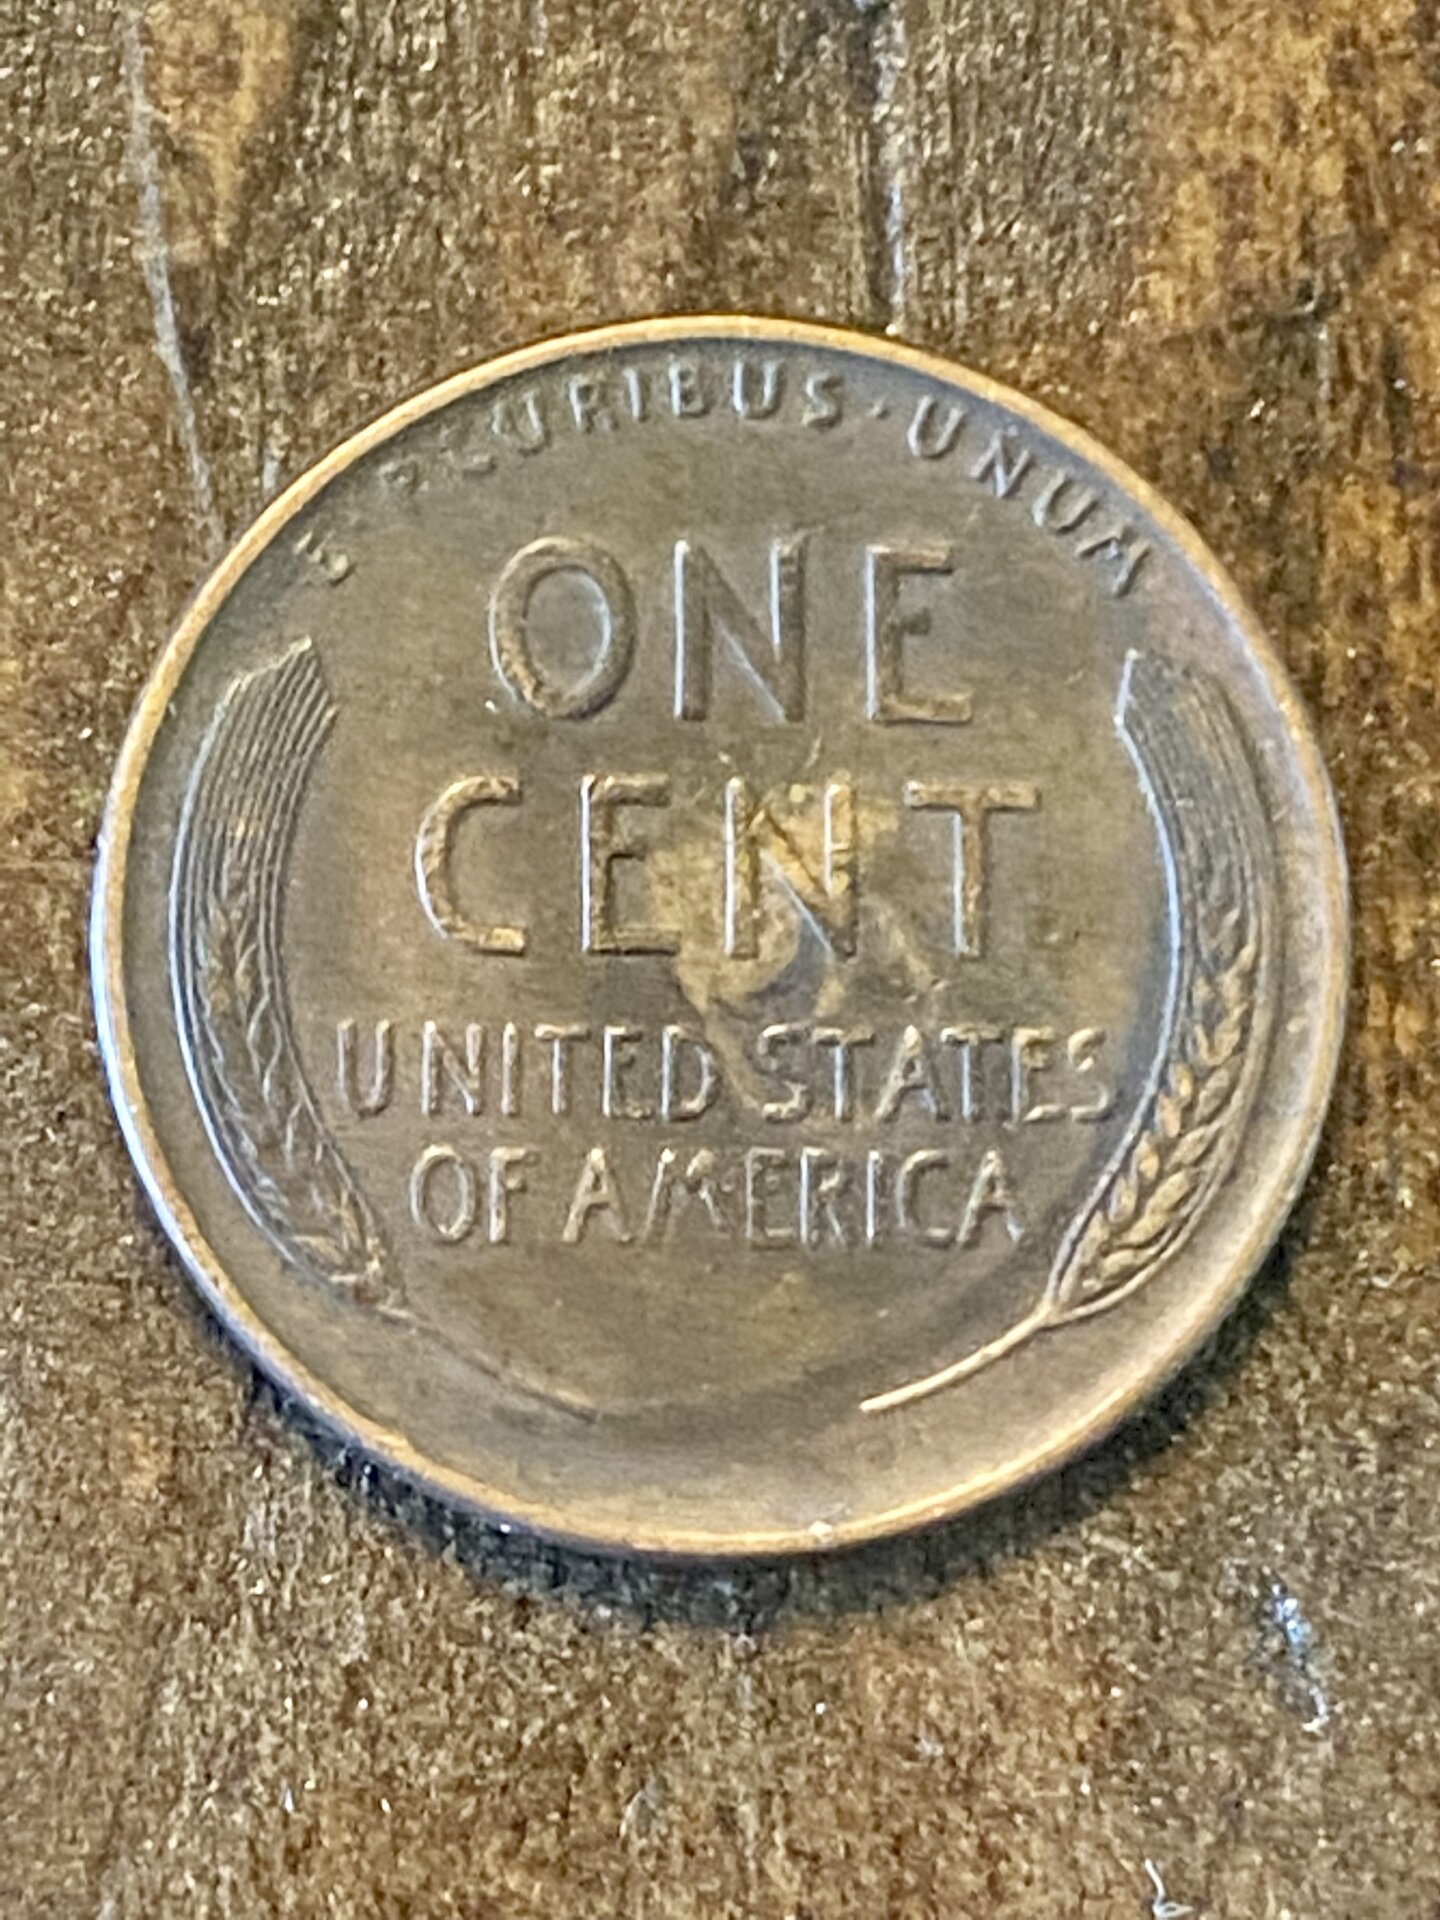 E PLURIBUS · UNUM
ONE
CENT
UNITED STATES
OF AMERICA